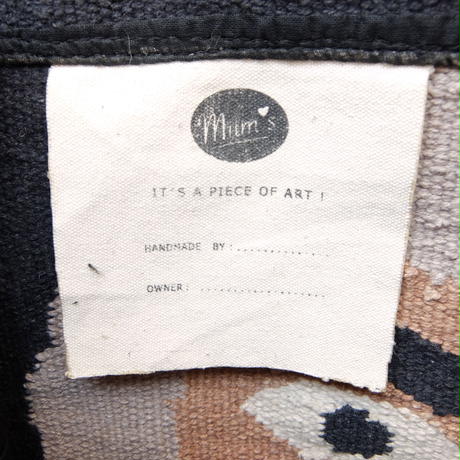 Mum's
IT'S A PIECE OF ART !
HANDMADE BY:..............
OWNER: ...................